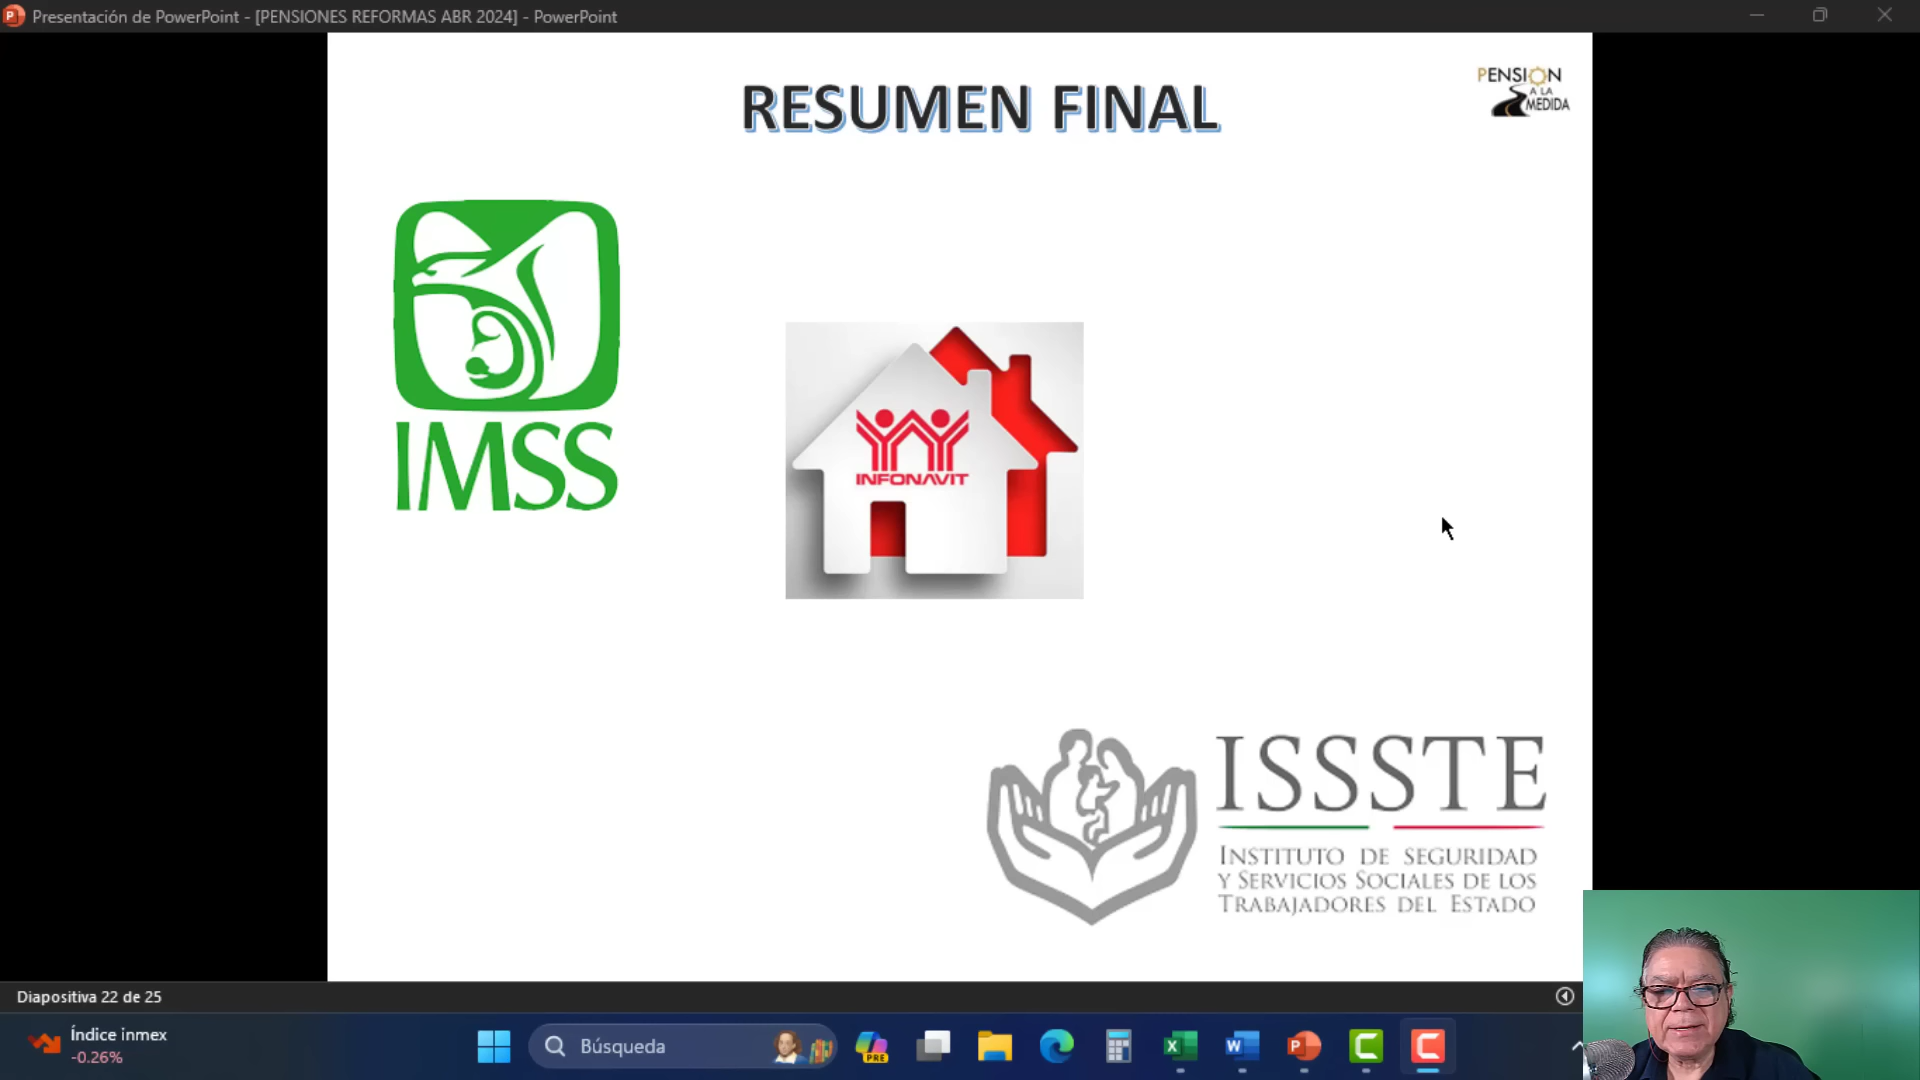 Presentación de PowerPoint - [PENSIONES REFORMAS ABR 2024] - PowerPoint
RESUMEN FINAL
PENSION
A LA
MEDIDA
IMSS
INFONAVIT
ISSSTE
INSTITUTO DE SEGURIDAD
Y SERVICIOS SOCIALES DE LOS
TRABAJADORES DEL ESTADO
Diapositiva 22 de 25
Índice inmex
-0.26%
Búsqueda
PRE